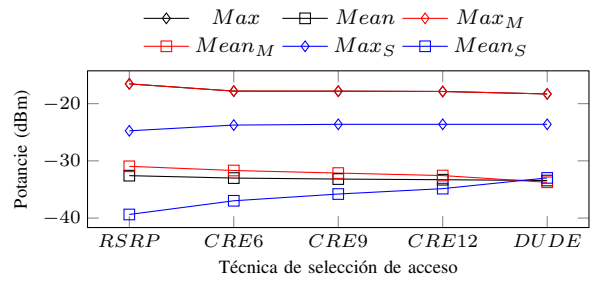 Max Mean Max_M
Mean_M Max_S Mean_S
−20
−30
−40
Potancie (dBm)
RSRP CRE6 CRE9 CRE12 DUDE
Técnica de selección de acceso